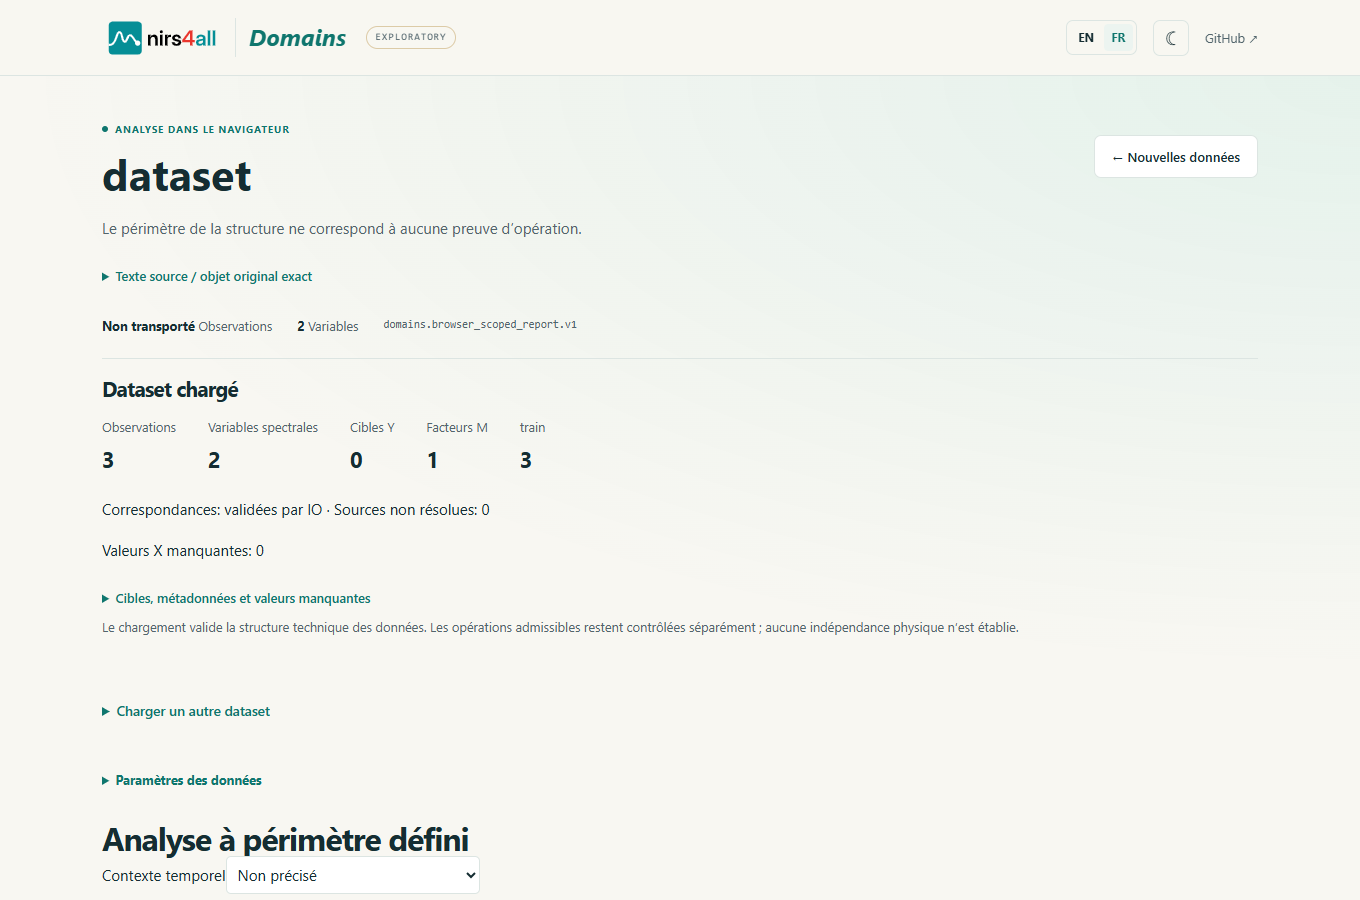 nirs4all Domains EXPLORATORY EN FR GitHub ↗
ANALYSE DANS LE NAVIGATEUR
dataset
← Nouvelles données
Le périmètre de la structure ne correspond à aucune preuve d’opération.
Texte source / objet original exact
Non transporté Observations 2 Variables domains.browser_scoped_report.v1
Dataset chargé
Observations Variables spectrales Cibles Y Facteurs M train
3 2 0 1 3
Correspondances: validées par IO · Sources non résolues: 0
Valeurs X manquantes: 0
Cibles, métadonnées et valeurs manquantes
Le chargement valide la structure technique des données. Les opérations admissibles restent contrôlées séparément ; aucune indépendance physique n’est établie.
Charger un autre dataset
Paramètres des données
Analyse à périmètre défini
Contexte temporel Non précisé